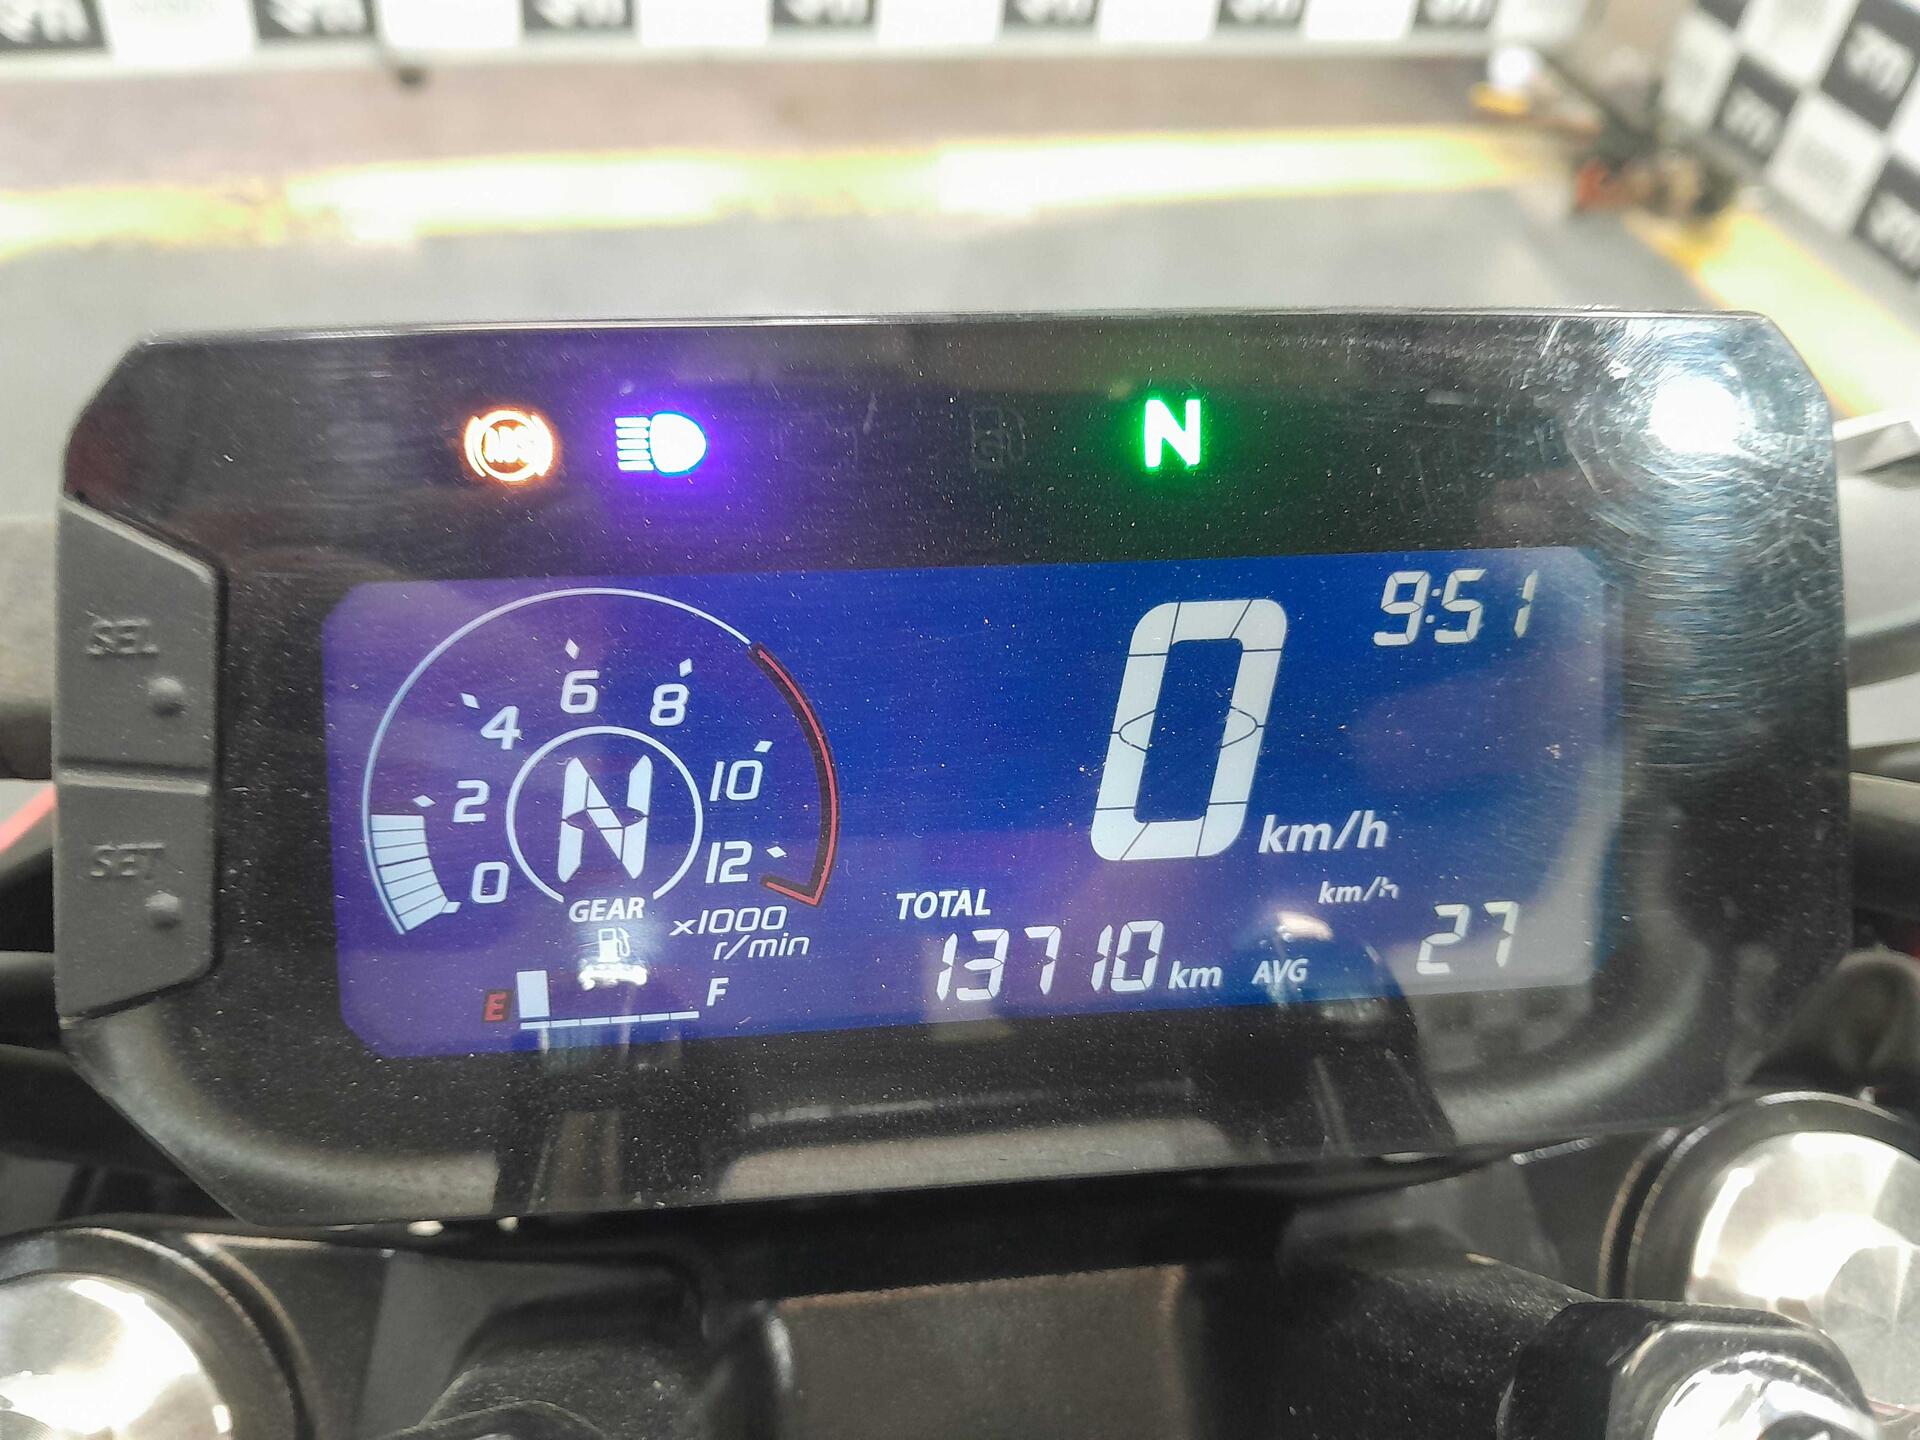 ABS
N
SEL
SET
9:51
0 km/h
0 2 4 6 8 10 12
N
GEAR
x1000
r/min
E F
TOTAL
13710 km
km/h
AVG 27